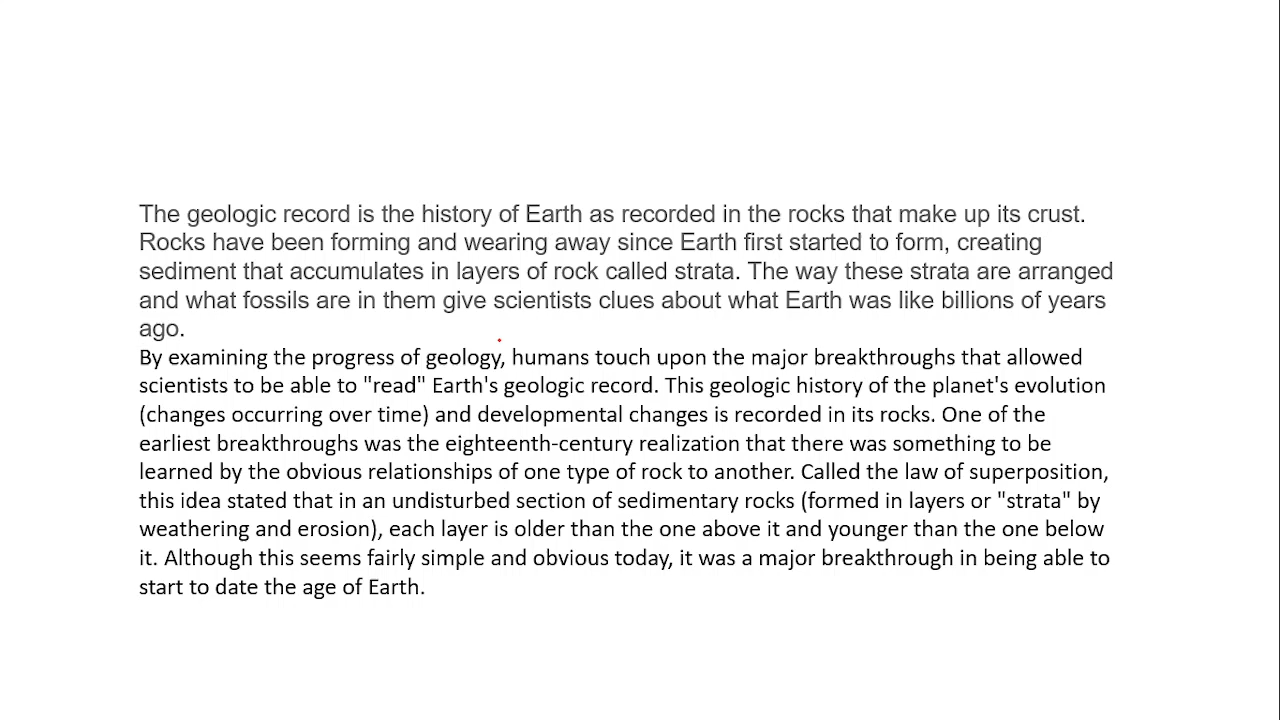 The geologic record is the history of Earth as recorded in the rocks that make up its crust.
Rocks have been forming and wearing away since Earth first started to form, creating
sediment that accumulates in layers of rock called strata. The way these strata are arranged
and what fossils are in them give scientists clues about what Earth was like billions of years
ago.
By examining the progress of geology, humans touch upon the major breakthroughs that allowed
scientists to be able to "read" Earth's geologic record. This geologic history of the planet's evolution
(changes occurring over time) and developmental changes is recorded in its rocks. One of the
earliest breakthroughs was the eighteenth-century realization that there was something to be
learned by the obvious relationships of one type of rock to another. Called the law of superposition,
this idea stated that in an undisturbed section of sedimentary rocks (formed in layers or "strata" by
weathering and erosion), each layer is older than the one above it and younger than the one below
it. Although this seems fairly simple and obvious today, it was a major breakthrough in being able to
start to date the age of Earth.